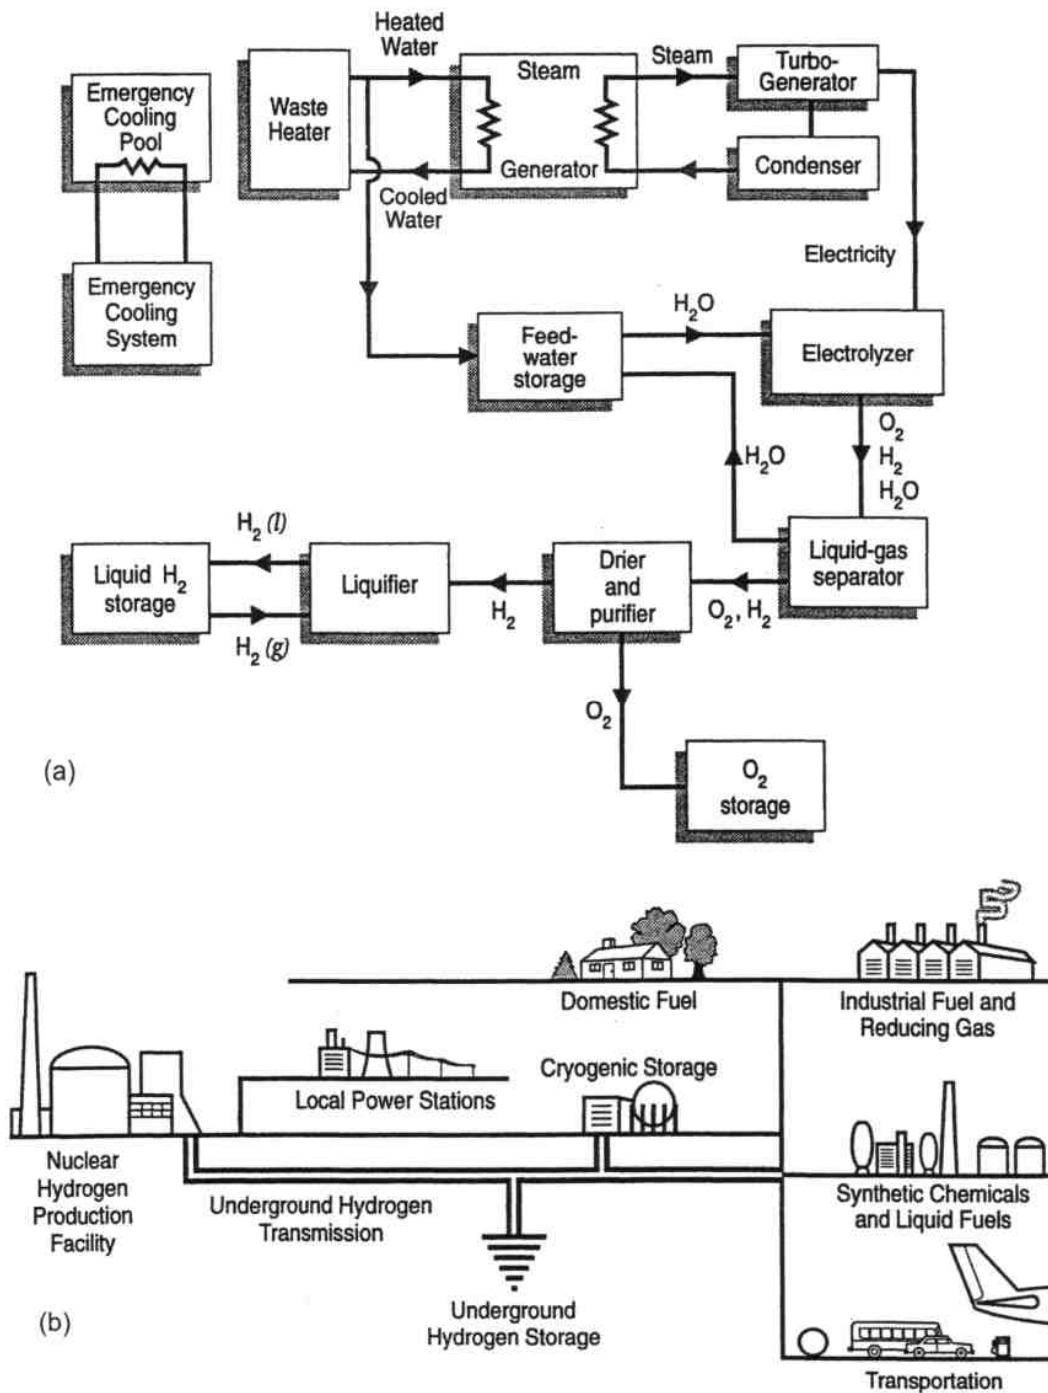 (a)
Heated
Water
Steam
Turbo-
Generator
Emergency
Cooling
Pool
Waste
Heater
Steam
Generator
Condenser
Cooled
Water
Electricity
Emergency
Cooling
System
H₂O
Feed-
water
storage
Electrolyzer
O₂
H₂
H₂O
H₂O
H₂ (l)
Liquid H₂
storage
Liquifier
Drier
and
purifier
Liquid-gas
separator
H₂
O₂, H₂
H₂ (g)
O₂
(a)
O₂
storage
Domestic Fuel
Industrial Fuel and
Reducing Gas
Cryogenic Storage
Local Power Stations
Nuclear
Hydrogen
Production
Facility
Underground Hydrogen
Transmission
Synthetic Chemicals
and Liquid Fuels
Underground
Hydrogen Storage
(b)
Transportation